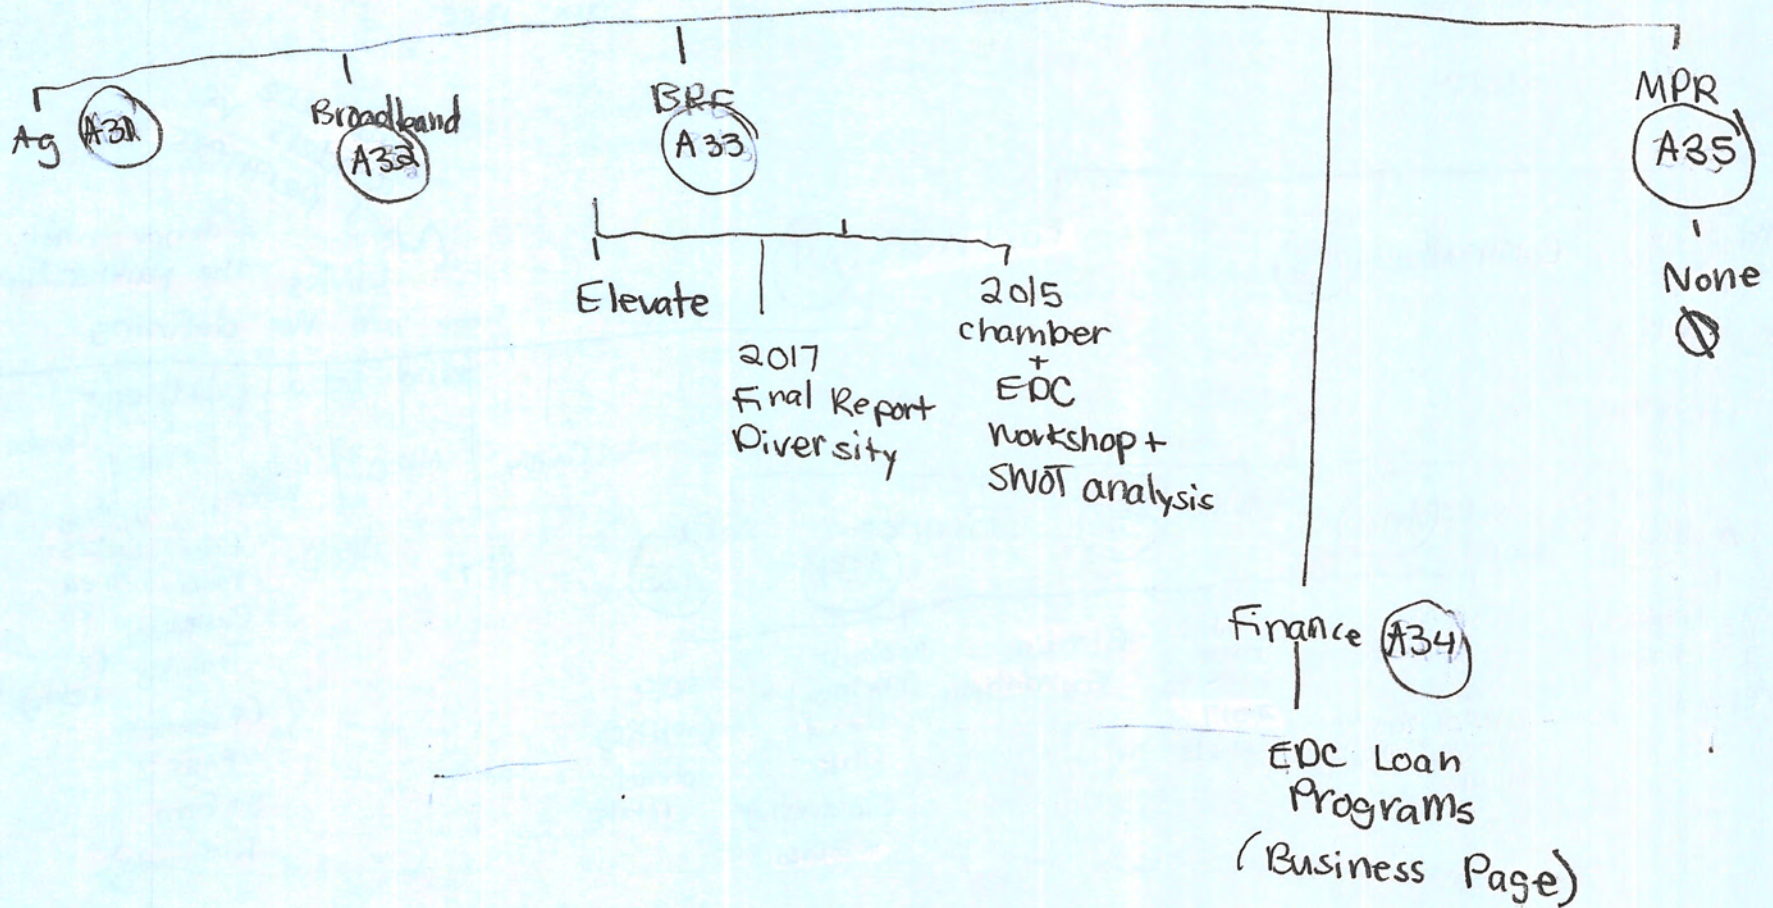 Ag A31
Broadband
A32
BRE
A33
MPR
A35
None
Elevate
2017
Final Report
Diversity
2015
chamber
+
EDC
Workshop +
SWOT analysis
Finance A34
EDC Loan
Programs
(Business Page)